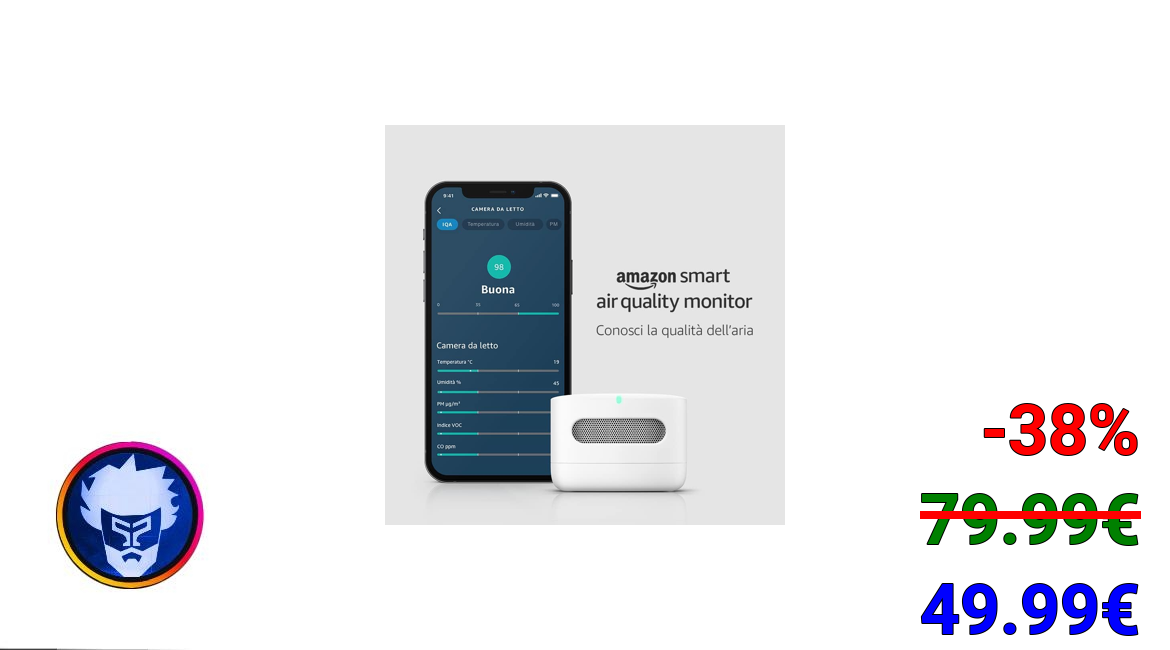 9:41
CAMERA DA LETTO
IQA Temperatura Umidità PM
98
Buona
0 35 65 100
Camera da letto
Temperatura °C 19
Umidità % 45
PM µg/m³
Indice VOC
CO ppm
amazon smart
air quality monitor
Conosci la qualità dell'aria
-38%
79.99€
49.99€